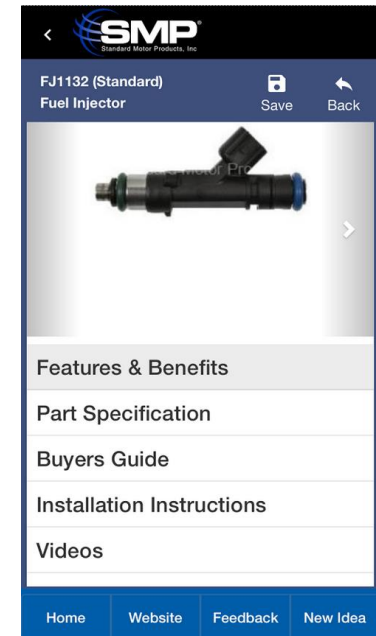 SMP®
Standard Motor Products, Inc
FJ1132 (Standard)
Fuel Injector
Save
Back
Features & Benefits
Part Specification
Buyers Guide
Installation Instructions
Videos
Home
Website
Feedback
New Idea